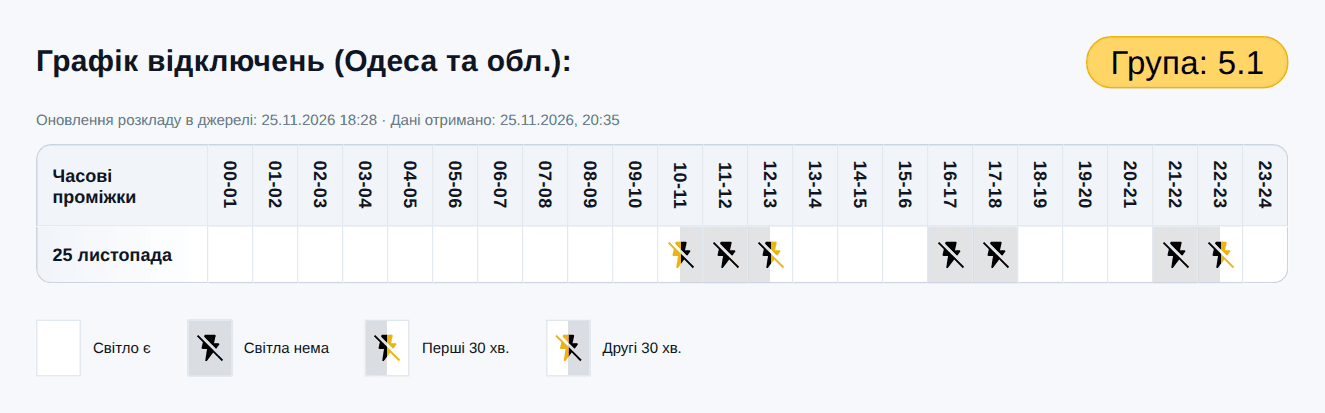 Графік відключень (Одеса та обл.):
Група: 5.1
Оновлення розкладу в джерелі: 25.11.2026 18:28 · Дані отримано: 25.11.2026, 20:35
Часові
проміжки
00-01
01-02
02-03
03-04
04-05
05-06
06-07
07-08
08-09
09-10
10-11
11-12
12-13
13-14
14-15
15-16
16-17
17-18
18-19
19-20
20-21
21-22
22-23
23-24
25 листопада
Світло є
Світла нема
Перші 30 хв.
Другі 30 хв.